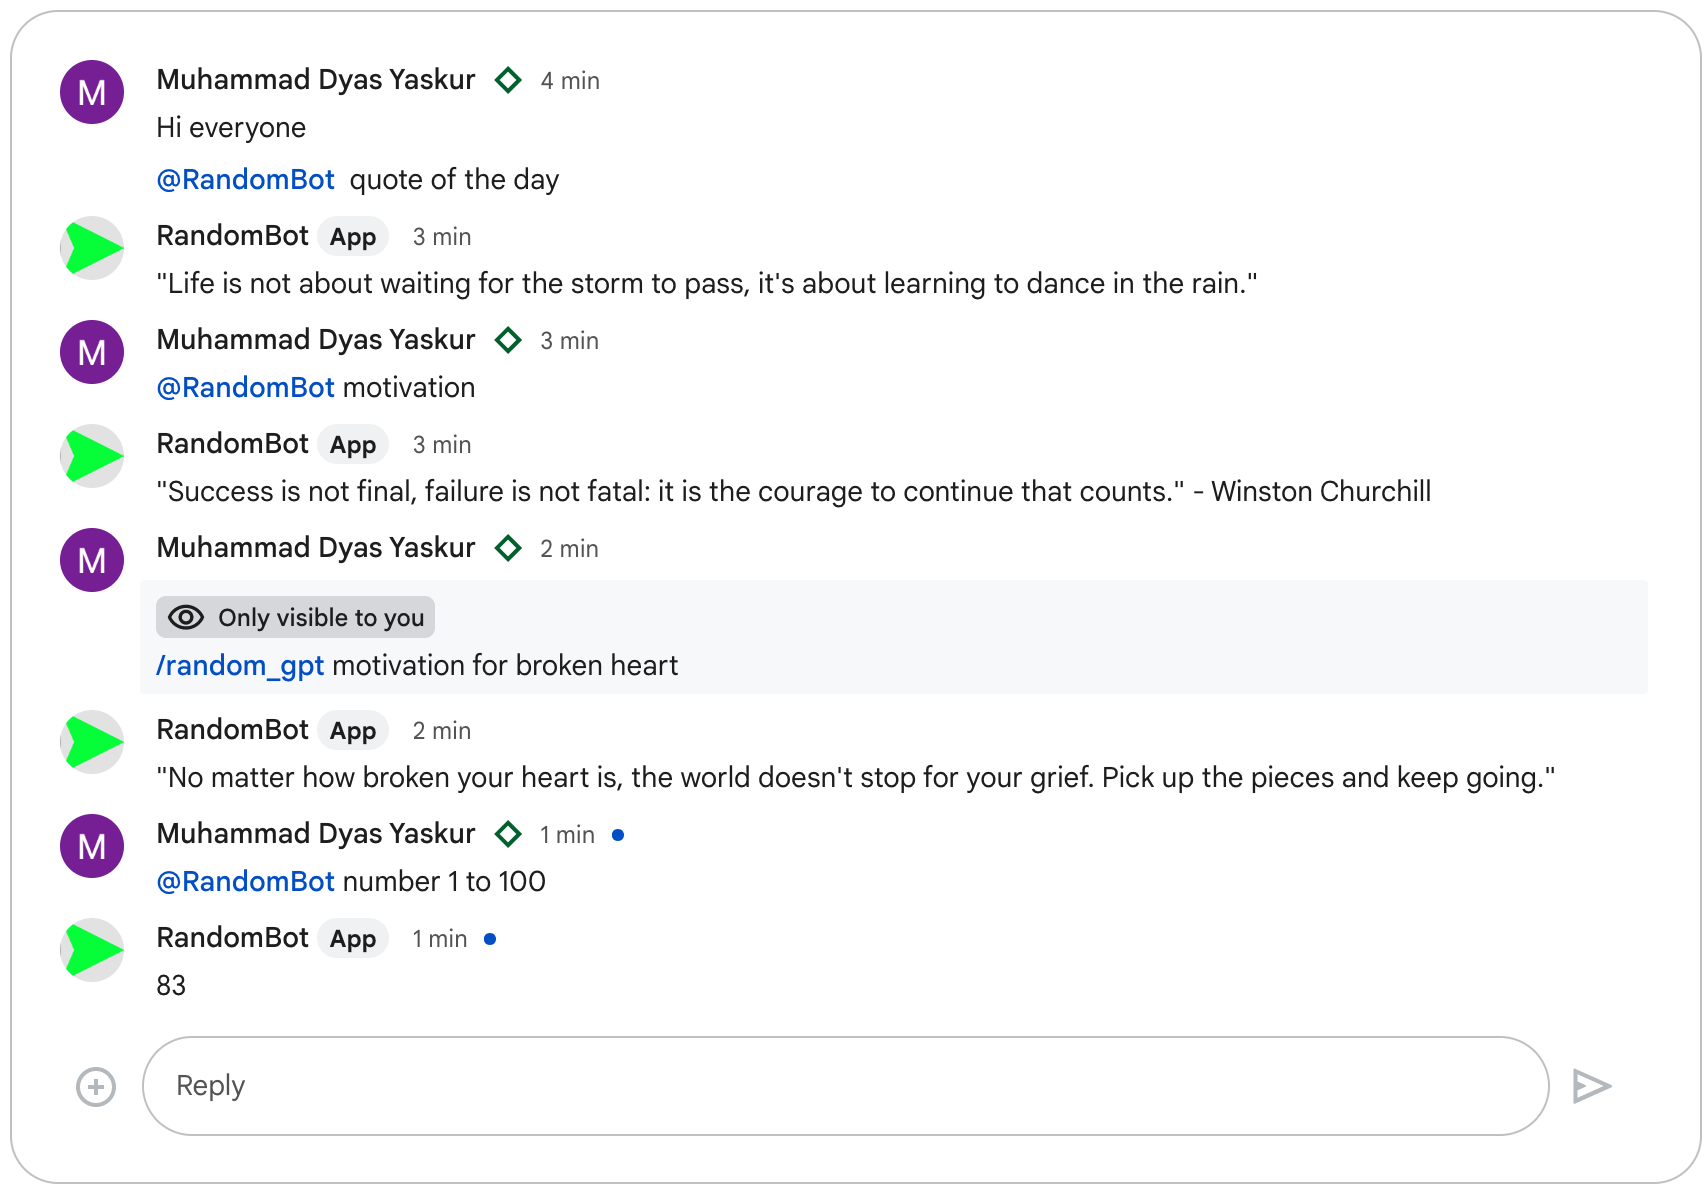 M
Muhammad Dyas Yaskur 4 min
Hi everyone
@RandomBot quote of the day
RandomBot App 3 min
"Life is not about waiting for the storm to pass, it's about learning to dance in the rain."
M
Muhammad Dyas Yaskur 3 min
@RandomBot motivation
RandomBot App 3 min
"Success is not final, failure is not fatal: it is the courage to continue that counts." - Winston Churchill
M
Muhammad Dyas Yaskur 2 min
Only visible to you
/random_gpt motivation for broken heart
RandomBot App 2 min
"No matter how broken your heart is, the world doesn't stop for your grief. Pick up the pieces and keep going."
M
Muhammad Dyas Yaskur 1 min
@RandomBot number 1 to 100
RandomBot App 1 min
83
Reply